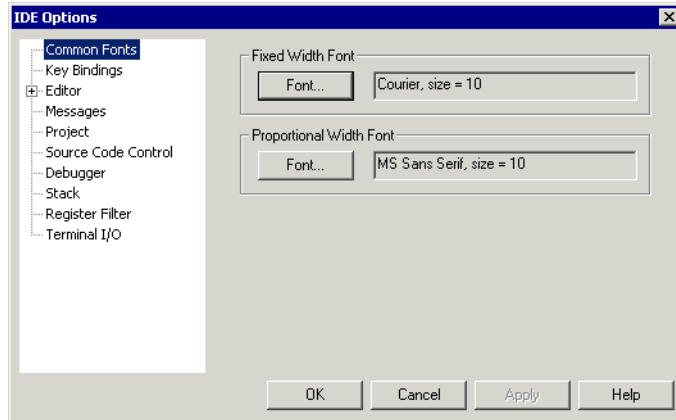 IDE Options
Common Fonts
Key Bindings
Editor
Messages
Project
Source Code Control
Debugger
Stack
Register Filter
Terminal I/O
Fixed Width Font
Font...
Courier, size = 10
Proportional Width Font
Font...
MS Sans Serif, size = 10
OK
Cancel
Apply
Help